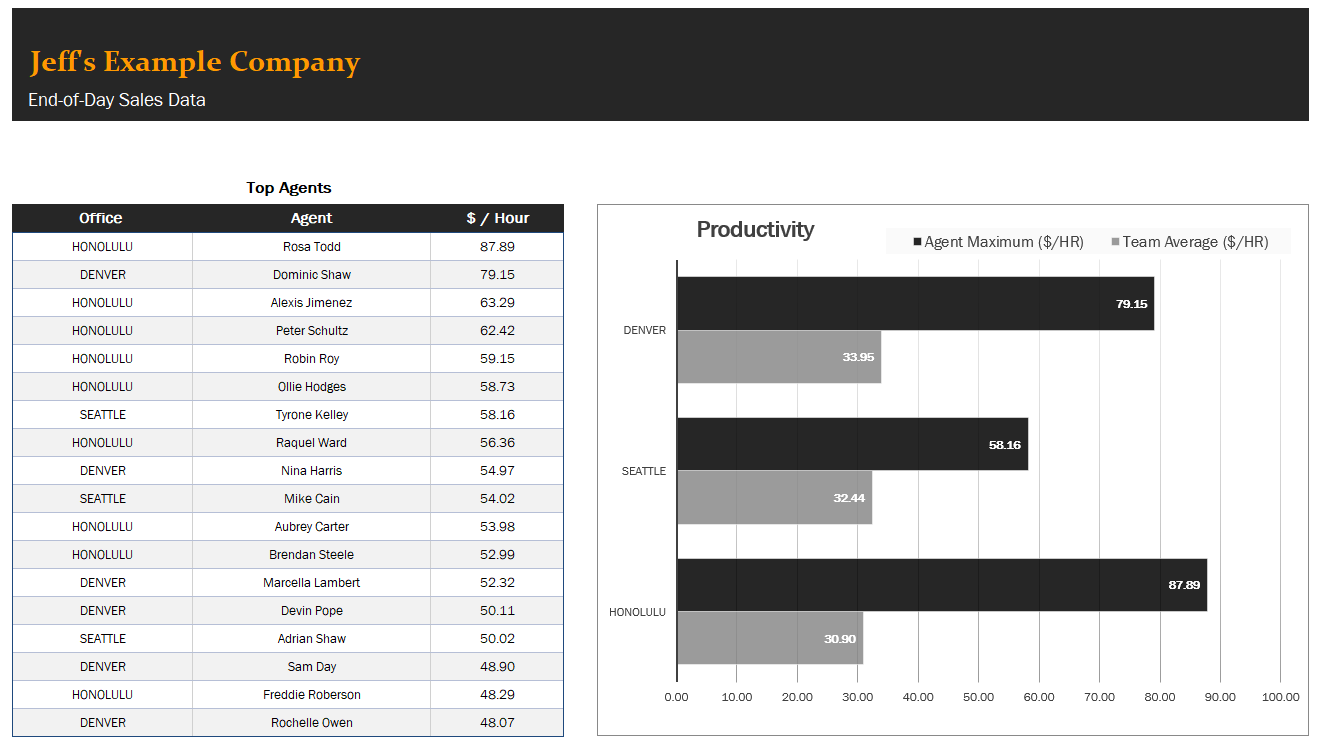 Jeff's Example Company
End-of-Day Sales Data
Top Agents
Office Agent $ / Hour
HONOLULU Rosa Todd 87.89
DENVER Dominic Shaw 79.15
HONOLULU Alexis Jimenez 63.29
HONOLULU Peter Schultz 62.42
HONOLULU Robin Roy 59.15
HONOLULU Ollie Hodges 58.73
SEATTLE Tyrone Kelley 58.16
HONOLULU Raquel Ward 56.36
DENVER Nina Harris 54.97
SEATTLE Mike Cain 54.02
HONOLULU Aubrey Carter 53.98
HONOLULU Brendan Steele 52.99
DENVER Marcella Lambert 52.32
DENVER Devin Pope 50.11
SEATTLE Adrian Shaw 50.02
DENVER Sam Day 48.90
HONOLULU Freddie Roberson 48.29
DENVER Rochelle Owen 48.07
Productivity
Agent Maximum ($/HR) Team Average ($/HR)
79.15
DENVER
33.95
58.16
SEATTLE
32.44
87.89
HONOLULU
30.90
0.00 10.00 20.00 30.00 40.00 50.00 60.00 70.00 80.00 90.00 100.00